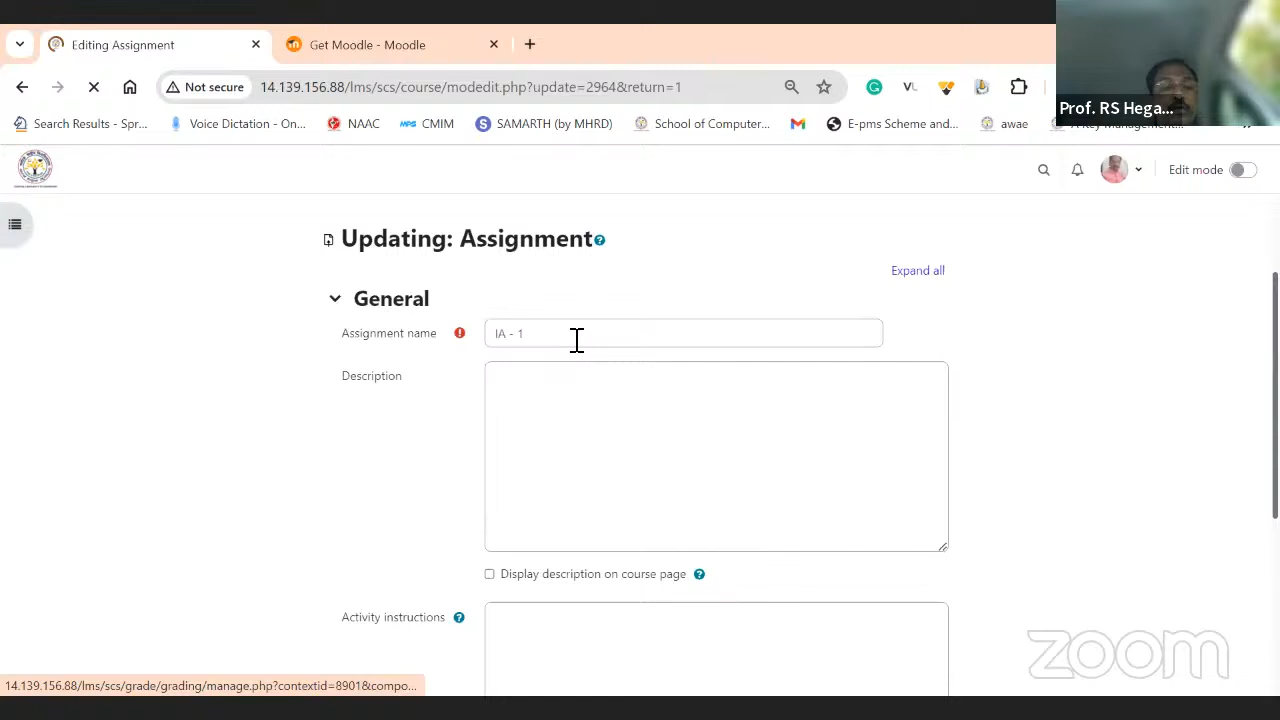 Editing Assignment
Get Moodle - Moodle
Not secure
14.139.156.88/lms/scs/course/modedit.php?update=2964&return=1
VL
Prof. RS Hega...
Search Results - Spr...
Voice Dictation - On...
NAAC
CMIM
SAMARTH (by MHRD)
School of Computer...
E-pms Scheme and...
awae
Edit mode
Updating: Assignment
Expand all
General
Assignment name
IA - 1
Description
Display description on course page
Activity instructions
zoom
14.139.156.88/lms/scs/grade/grading/manage.php?contextid=8901&compo...